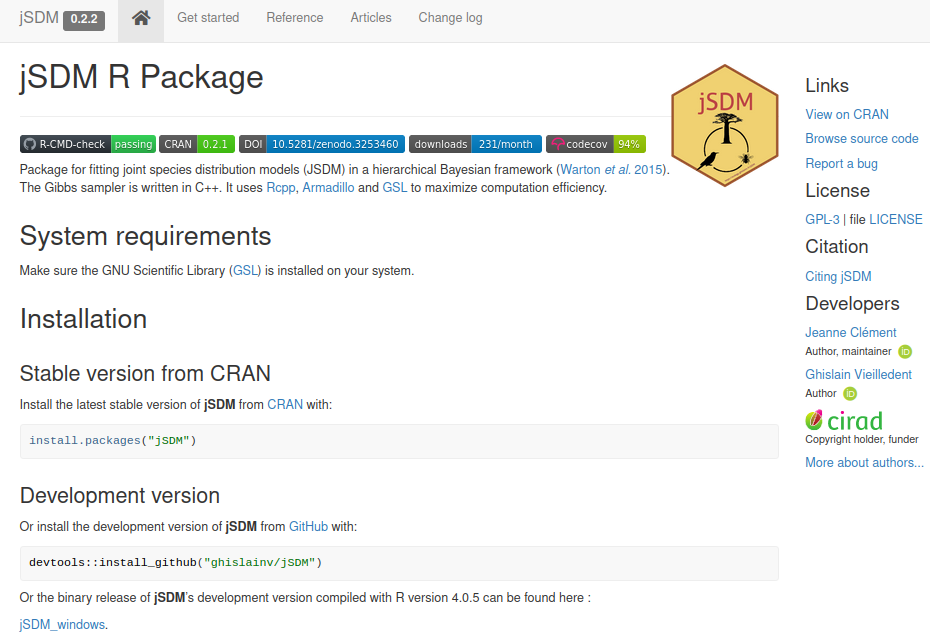 jSDM 0.2.2 Get started Reference Articles Change log
jSDM R Package
R-CMD-check passing CRAN 0.2.1 DOI 10.5281/zenodo.3253460 downloads 231/month codecov 94%
Package for fitting joint species distribution models (JSDM) in a hierarchical Bayesian framework (Warton et al. 2015).
The Gibbs sampler is written in C++. It uses Rcpp, Armadillo and GSL to maximize computation efficiency.
jSDM
System requirements
Make sure the GNU Scientific Library (GSL) is installed on your system.
Installation
Stable version from CRAN
Install the latest stable version of jSDM from CRAN with:
install.packages("jSDM")
Development version
Or install the development version of jSDM from GitHub with:
devtools::install_github("ghislainv/jSDM")
Or the binary release of jSDM's development version compiled with R version 4.0.5 can be found here :
jSDM_windows.
Links
View on CRAN
Browse source code
Report a bug
License
GPL-3 | file LICENSE
Citation
Citing jSDM
Developers
Jeanne Clément
Author, maintainer iD
Ghislain Vieilledent
Author iD
cirad
Copyright holder, funder
More about authors...